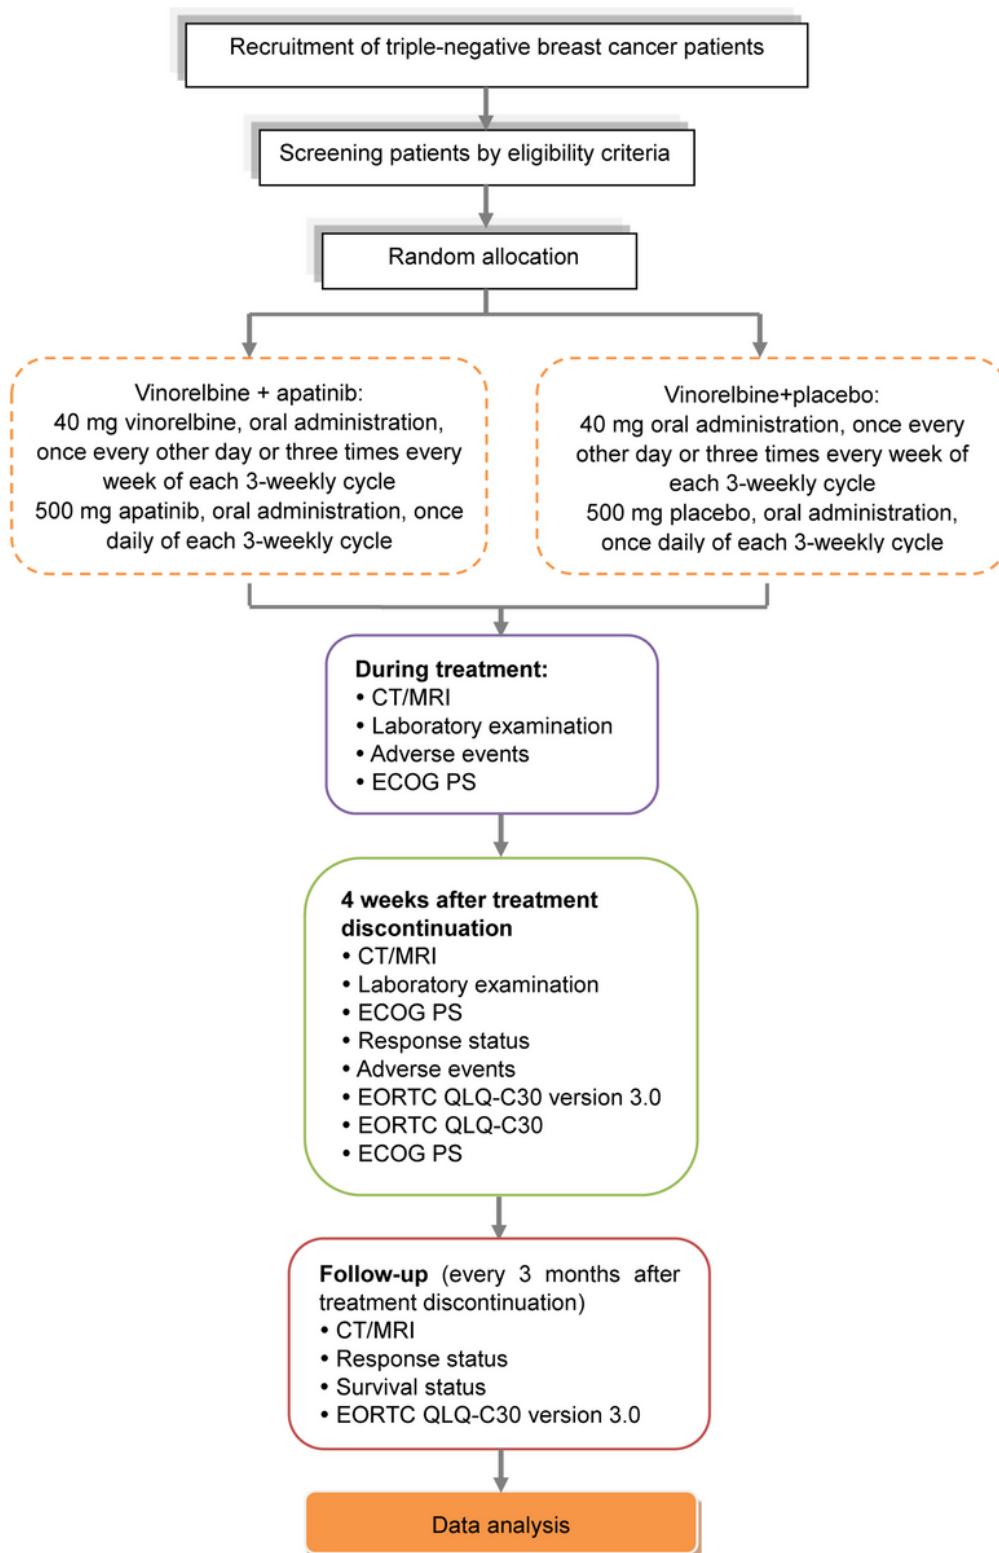 Recruitment of triple-negative breast cancer patients
Screening patients by eligibility criteria
Random allocation
Vinorelbine + apatinib:
40 mg vinorelbine, oral administration,
once every other day or three times every
week of each 3-weekly cycle
500 mg apatinib, oral administration, once
daily of each 3-weekly cycle
Vinorelbine+placebo:
40 mg oral administration, once every
other day or three times every week of
each 3-weekly cycle
500 mg placebo, oral administration,
once daily of each 3-weekly cycle
During treatment:
• CT/MRI
• Laboratory examination
• Adverse events
• ECOG PS
4 weeks after treatment
discontinuation
• CT/MRI
• Laboratory examination
• ECOG PS
• Response status
• Adverse events
• EORTC QLQ-C30 version 3.0
• EORTC QLQ-C30
• ECOG PS
Follow-up (every 3 months after
treatment discontinuation)
• CT/MRI
• Response status
• Survival status
• EORTC QLQ-C30 version 3.0
Data analysis